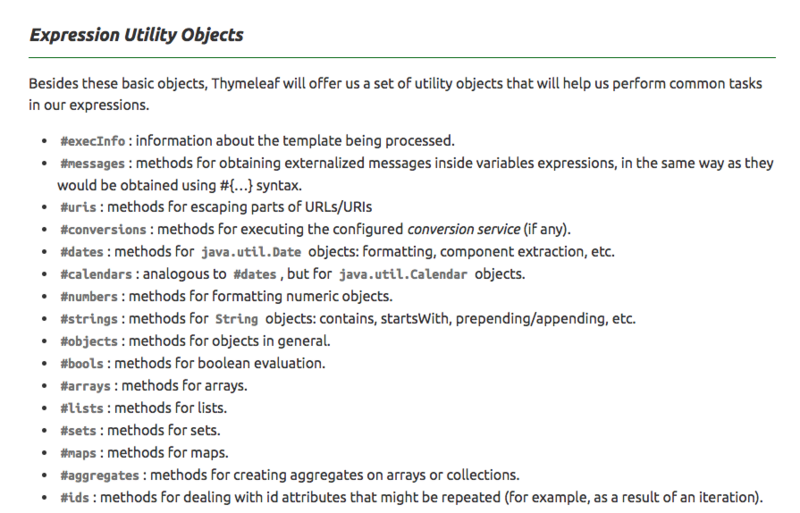 Expression Utility Objects
Besides these basic objects, Thymeleaf will offer us a set of utility objects that will help us perform common tasks
in our expressions.
• #execInfo : information about the template being processed.
• #messages : methods for obtaining externalized messages inside variables expressions, in the same way as they
would be obtained using #{…} syntax.
• #uris : methods for escaping parts of URLs/URIs
• #conversions : methods for executing the configured conversion service (if any).
• #dates : methods for java.util.Date objects: formatting, component extraction, etc.
• #calendars : analogous to #dates , but for java.util.Calendar objects.
• #numbers : methods for formatting numeric objects.
• #strings : methods for String objects: contains, startsWith, prepending/appending, etc.
• #objects : methods for objects in general.
• #bools : methods for boolean evaluation.
• #arrays : methods for arrays.
• #lists : methods for lists.
• #sets : methods for sets.
• #maps : methods for maps.
• #aggregates : methods for creating aggregates on arrays or collections.
• #ids : methods for dealing with id attributes that might be repeated (for example, as a result of an iteration).